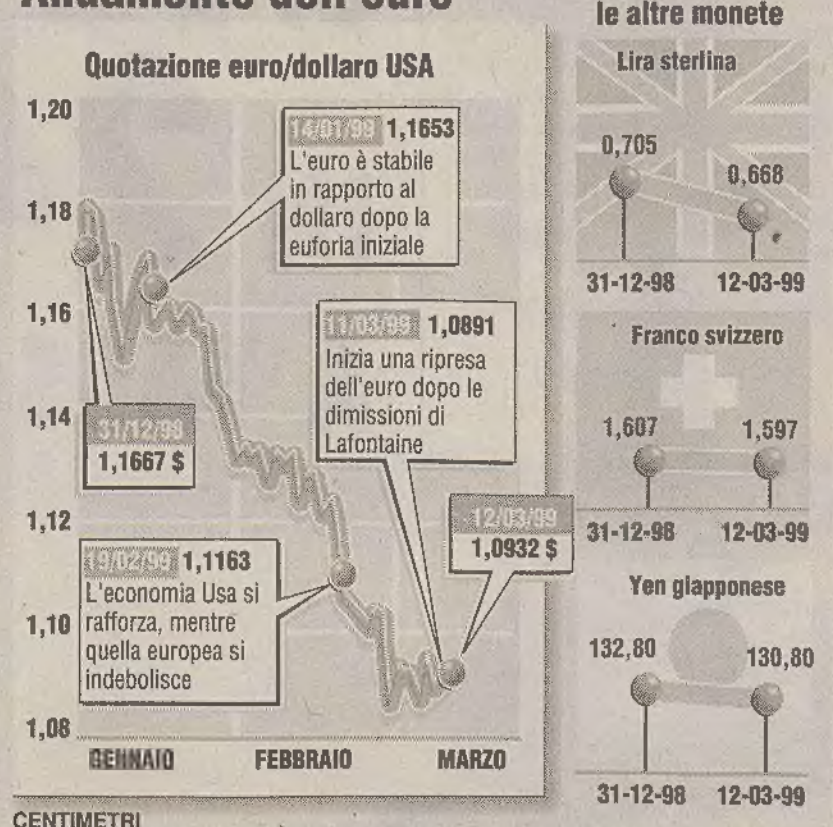 Andamento dell'euro
Quotazione euro/dollaro USA
1,20
1,18
1,16
1,14
1,12
1,10
1,08
14/01/99 1,1653
L'euro è stabile
in rapporto al
dollaro dopo la
euforia iniziale
11/03/99 1,0891
Inizia una ripresa
dell'euro dopo le
dimissioni di
Lafontaine
31/12/98
1,1667 $
12/03/99
1,0932 $
19/02/99 1,1163
L'economia Usa si
rafforza, mentre
quella europea si
indebolisce
GENNAIO FEBBRAIO MARZO
CENTIMETRI
le altre monete
Lira sterlina
0,705
0,668
31-12-98 12-03-99
Franco svizzero
1,607 1,597
31-12-98 12-03-99
Yen giapponese
132,80 130,80
31-12-98 12-03-99